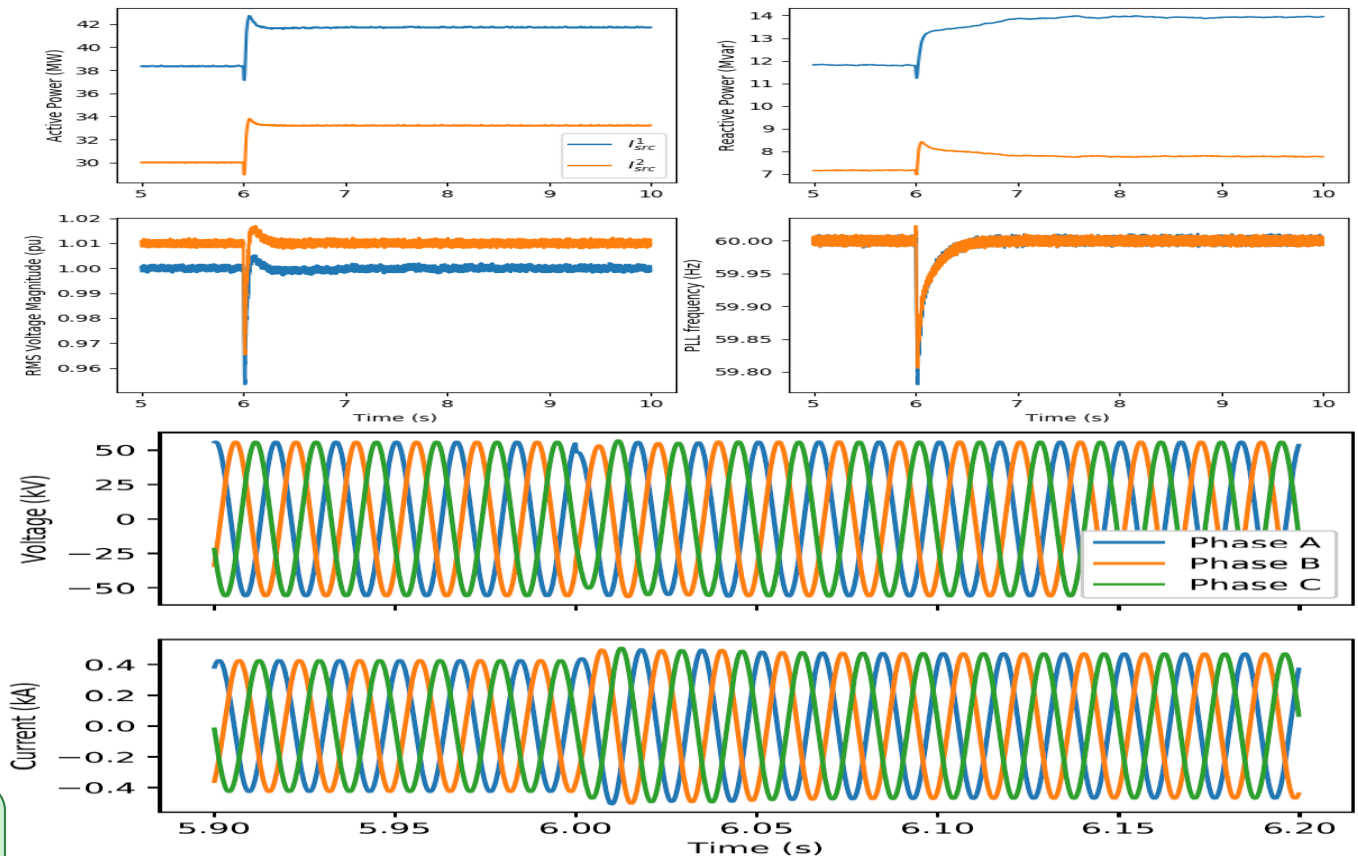 Active Power (MW)
42
40
38
36
34
32
30
5 6 7 8 9 10
I¹src
I²src
Reactive Power (Mvar)
14
13
12
11
10
9
8
7
5 6 7 8 9 10
RMS Voltage Magnitude (pu)
1.02
1.01
1.00
0.99
0.98
0.97
0.96
5 6 7 8 9 10
Time (s)
PLL frequency (Hz)
60.00
59.95
59.90
59.85
59.80
5 6 7 8 9 10
Time (s)
Voltage (kV)
50
25
0
−25
−50
Phase A
Phase B
Phase C
Current (kA)
0.4
0.2
0.0
−0.2
−0.4
5.90 5.95 6.00 6.05 6.10 6.15 6.20
Time (s)